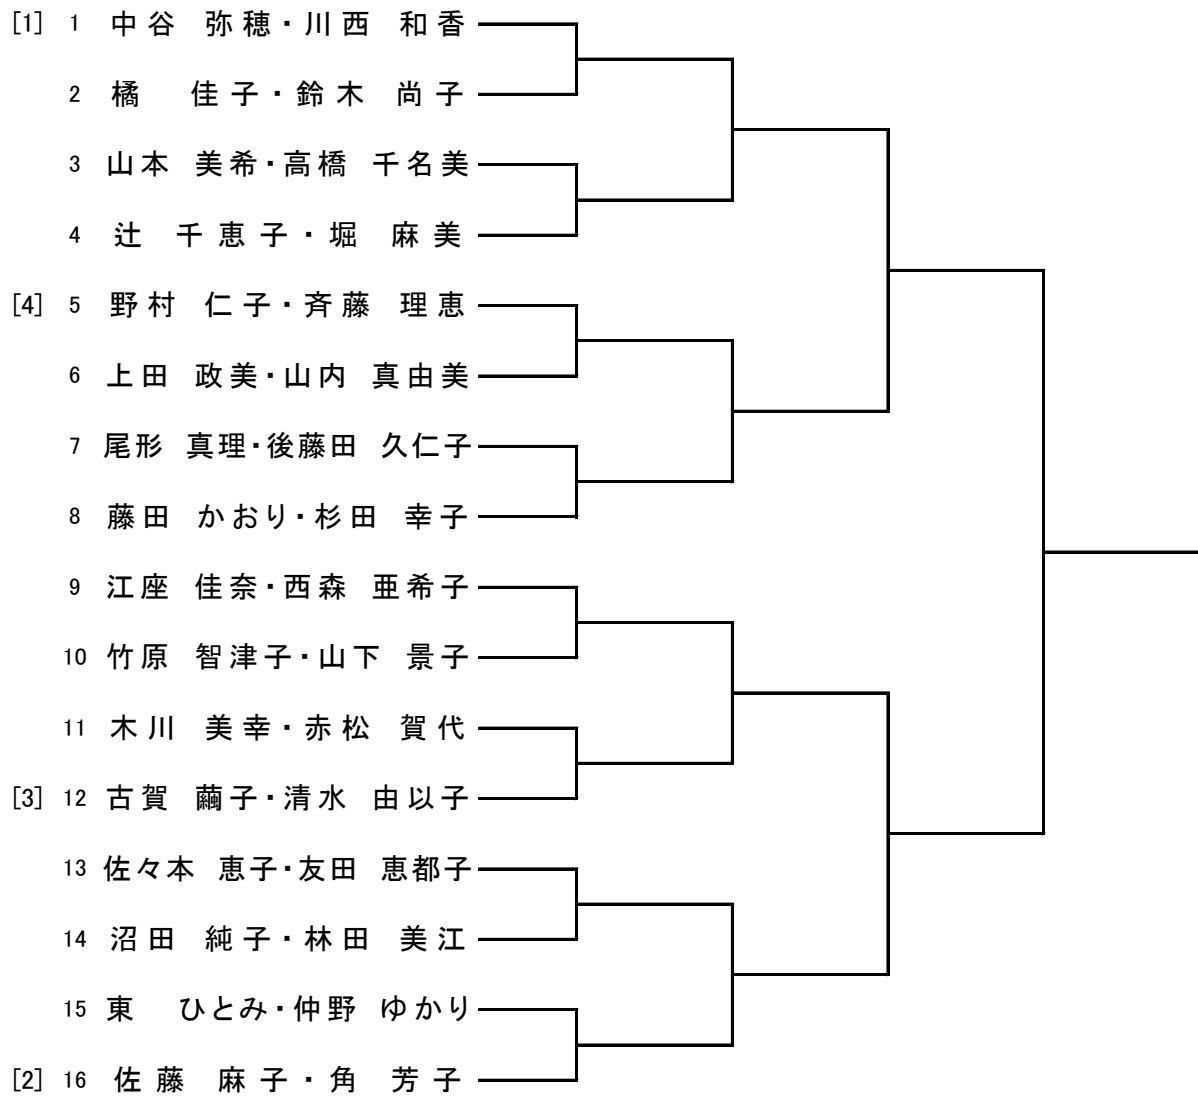 [1] 1 中谷 弥穂・川西 和香
2 橘 佳子・鈴木 尚子
3 山本 美希・高橋 千名美
4 辻 千恵子・堀 麻美
[4] 5 野村 仁子・斉藤 理恵
6 上田 政美・山内 真由美
7 尾形 真理・後藤田 久仁子
8 藤田 かおり・杉田 幸子
9 江座 佳奈・西森 亜希子
10 竹原 智津子・山下 景子
11 木川 美幸・赤松 賀代
[3] 12 古賀 繭子・清水 由以子
13 佐々本 恵子・友田 恵都子
14 沼田 純子・林田 美江
15 東 ひとみ・仲野 ゆかり
[2] 16 佐藤 麻子・角 芳子